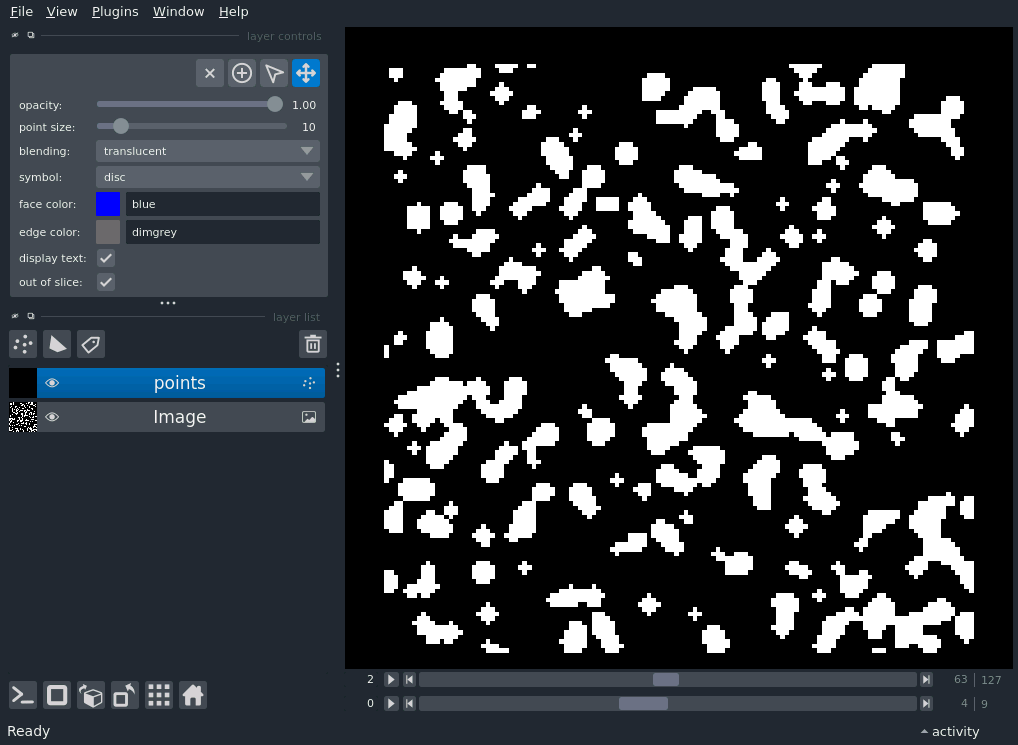 File View Plugins Window Help
layer controls
opacity: 1.00
point size: 10
blending: translucent
symbol: disc
face color: blue
edge color: dimgrey
display text:
out of slice:
layer list
points
Image
2 63 127
0 4 9
Ready activity